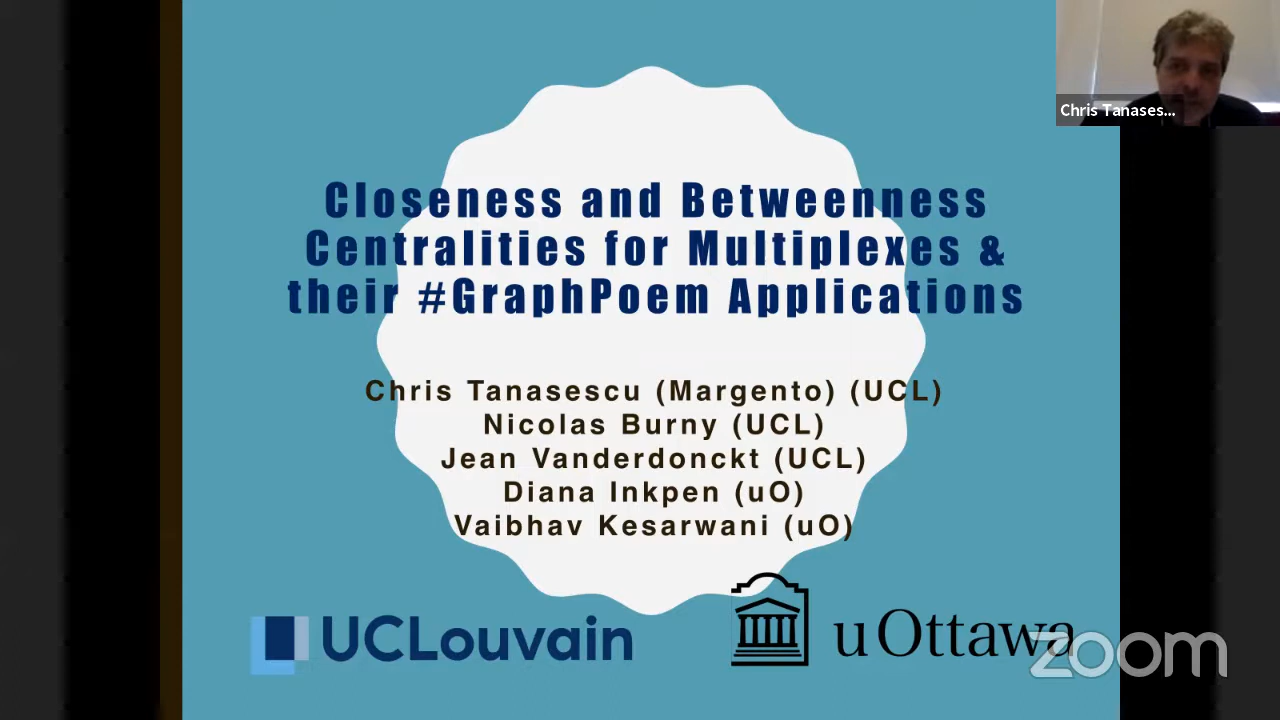 Chris Tanases...
Closeness and Betweenness
Centralities for Multiplexes &
their #GraphPoem Applications
Chris Tanasescu (Margento) (UCL)
Nicolas Burny (UCL)
Jean Vanderdonckt (UCL)
Diana Inkpen (uO)
Vaibhav Kesarwani (uO)
UCLouvain
uOttawa
zoom